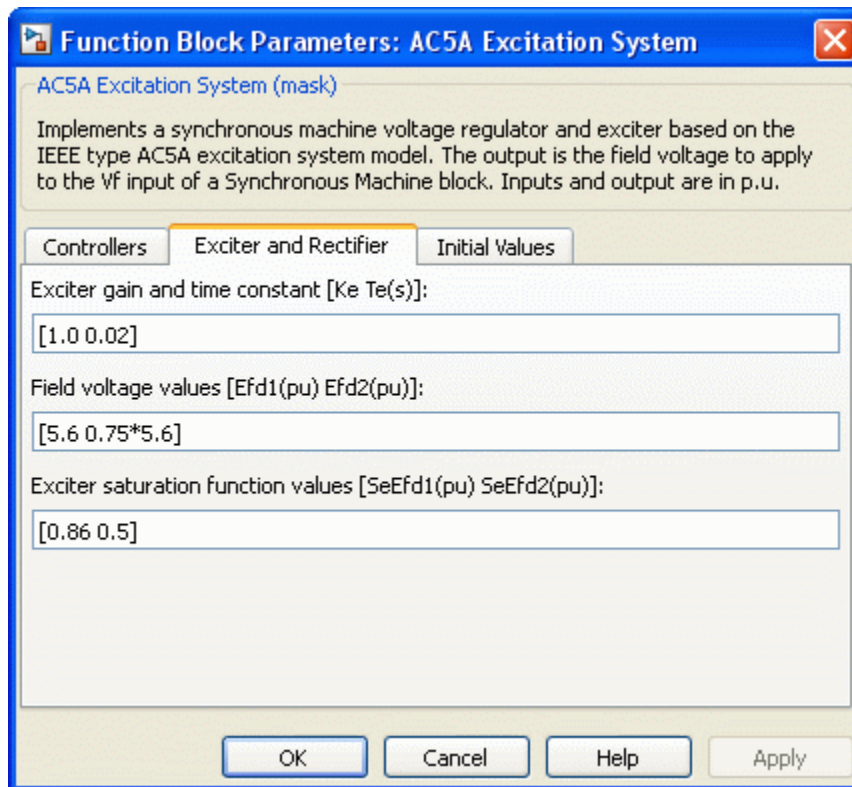 Function Block Parameters: AC5A Excitation System
AC5A Excitation System (mask)
Implements a synchronous machine voltage regulator and exciter based on the
IEEE type AC5A excitation system model. The output is the field voltage to apply
to the Vf input of a Synchronous Machine block. Inputs and output are in p.u.
Controllers Exciter and Rectifier Initial Values
Exciter gain and time constant [Ke Te(s)]:
[1.0 0.02]
Field voltage values [Efd1(pu) Efd2(pu)]:
[5.6 0.75*5.6]
Exciter saturation function values [SeEfd1(pu) SeEfd2(pu)]:
[0.86 0.5]
OK Cancel Help Apply